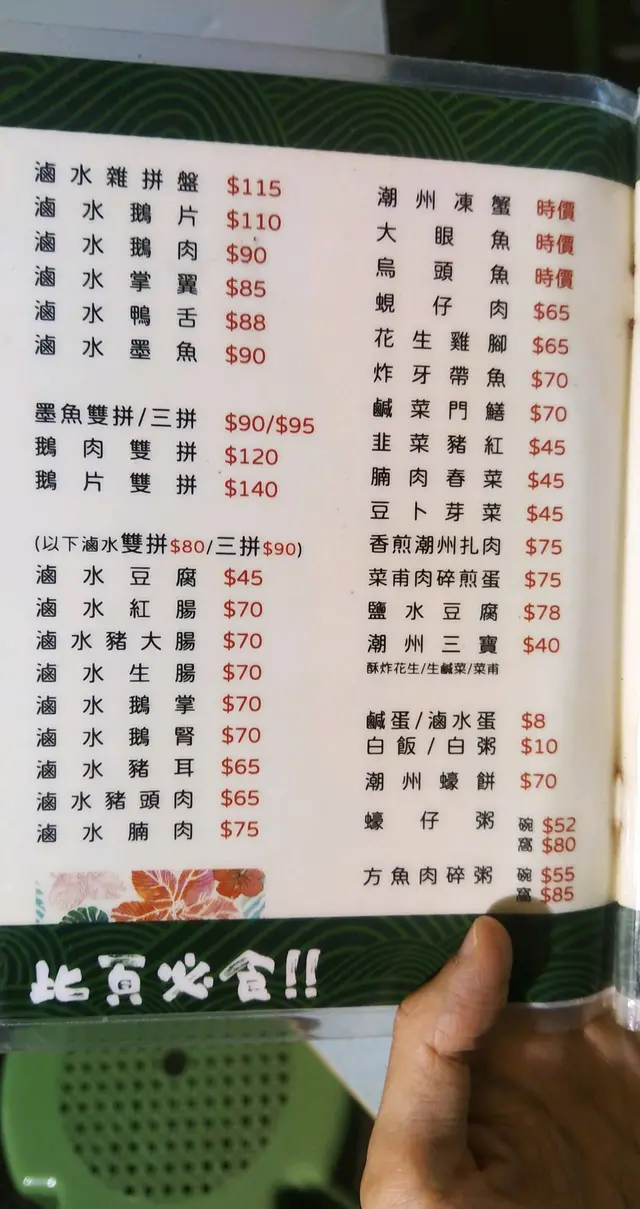 滷水雜拼盤 $115
滷水鵝片 $110
滷水鵝肉 $90
滷水掌翼 $85
滷水鴨舌 $88
滷水墨魚 $90
墨魚雙拼/三拼 $90/$95
鵝肉雙拼 $120
鵝片雙拼 $140
(以下滷水雙拼$80/三拼$90)
滷水豆腐 $45
滷水紅腸 $70
滷水豬大腸 $70
滷水生腸 $70
滷水鵝掌 $70
滷水鵝腎 $70
滷水豬耳 $65
滷水豬頭肉 $65
滷水腩肉 $75
潮州凍蟹 時價
大眼魚 時價
烏頭魚 時價
蜆仔肉 $65
花生雞腳 $65
炸牙帶魚 $70
鹹菜門鱔 $70
韭菜豬紅 $45
腩肉春菜 $45
豆卜芽菜 $45
香煎潮州扎肉 $75
菜甫肉碎煎蛋 $75
鹽水豆腐 $78
潮州三寶 $40
酥炸花生/生鹹菜/菜甫
鹹蛋/滷水蛋 $8
白飯/白粥 $10
潮州蠔餅 $70
蠔仔粥 碗 $52
窩 $80
方魚肉碎粥 碗 $55
窩 $85
必食!!